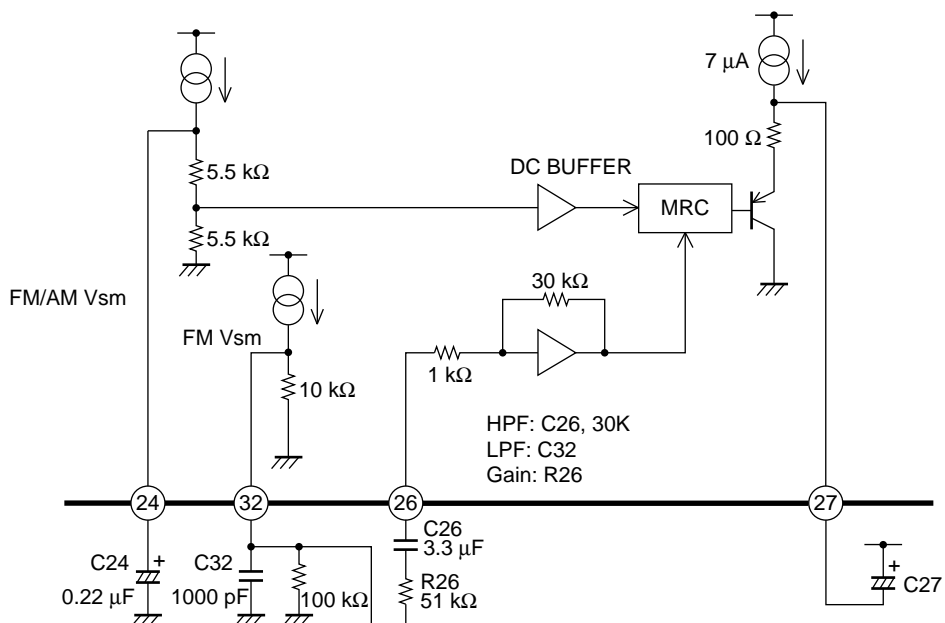 7 μA
100 Ω
5.5 kΩ
DC BUFFER
MRC
5.5 kΩ
FM/AM Vsm
30 kΩ
FM Vsm
1 kΩ
10 kΩ
HPF: C26, 30K
LPF: C32
Gain: R26
24
32
26
27
C26
3.3 μF
C24
+
0.22 μF
C32
1000 pF
100 kΩ
R26
51 kΩ
+
C27